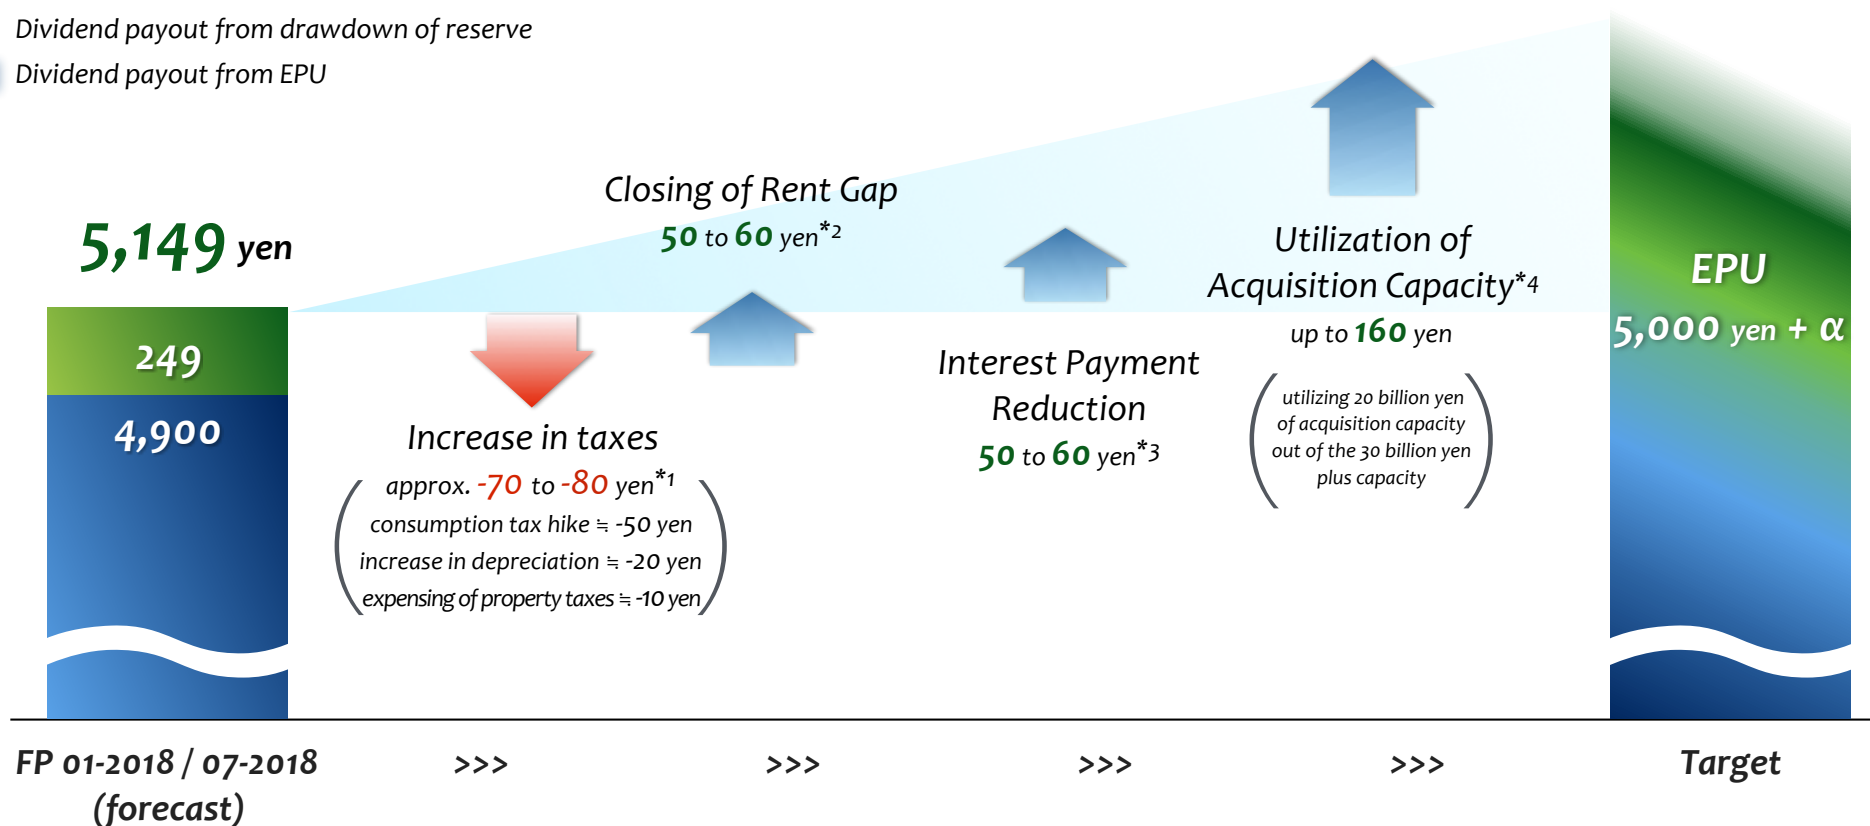 Dividend payout from drawdown of reserve
Dividend payout from EPU
5,149 yen
249
4,900
Increase in taxes
approx. -70 to -80 yen*1
consumption tax hike ≒ -50 yen
increase in depreciation ≒ -20 yen
expensing of property taxes ≒ -10 yen
Closing of Rent Gap
50 to 60 yen*2
Interest Payment
Reduction
50 to 60 yen*3
Utilization of
Acquisition Capacity*4
up to 160 yen
utilizing 20 billion yen
of acquisition capacity
out of the 30 billion yen
plus capacity
EPU
5,000 yen + α
FP 01-2018 / 07-2018
(forecast)
>>>
>>>
>>>
>>>
Target